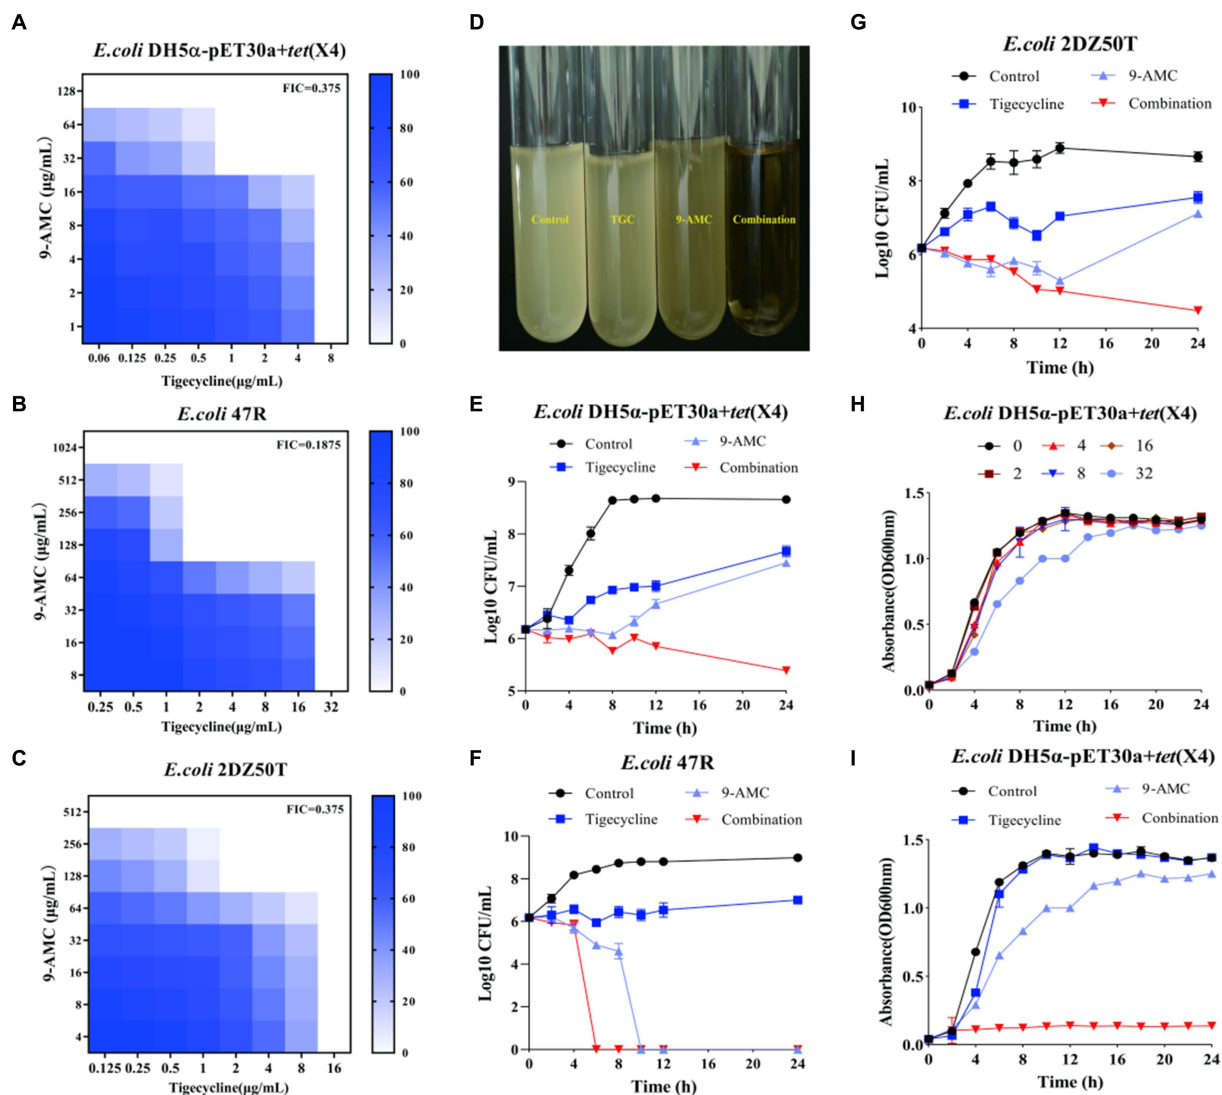 A
E.coli DH5α-pET30a+tet(X4)
FIC=0.375
9-AMC (μg/mL)
128
64
32
16
8
4
2
1
0.06 0.125 0.25 0.5 1 2 4 8
Tigecycline(μg/mL)
100
80
60
40
20
0
B
E.coli 47R
FIC=0.1875
9-AMC (μg/mL)
1024
512
256
128
64
32
16
8
0.25 0.5 1 2 4 8 16 32
Tigecycline(μg/mL)
100
80
60
40
20
0
C
E.coli 2DZ50T
FIC=0.375
9-AMC (μg/mL)
512
256
128
64
32
16
8
4
0.125 0.25 0.5 1 2 4 8 16
Tigecycline(μg/mL)
100
80
60
40
20
0
D
Control
TGC
9-AMC
Combination
E
E.coli DH5α-pET30a+tet(X4)
Control
9-AMC
Tigecycline
Combination
Log10 CFU/mL
9
8
7
6
5
0 4 8 12 16 20 24
Time (h)
F
E.coli 47R
Control
9-AMC
Tigecycline
Combination
Log10 CFU/mL
10
8
6
4
2
0
0 4 8 12 16 20 24
Time (h)
G
E.coli 2DZ50T
Control
9-AMC
Tigecycline
Combination
Log10 CFU/mL
10
8
6
4
0 4 8 12 16 20 24
Time (h)
H
E.coli DH5α-pET30a+tet(X4)
0 4 16
2 8 32
Absorbance(OD600nm)
1.5
1.0
0.5
0.0
0 4 8 12 16 20 24
Time (h)
I
E.coli DH5α-pET30a+tet(X4)
Control
9-AMC
Tigecycline
Combination
Absorbance(OD600nm)
1.5
1.0
0.5
0.0
0 4 8 12 16 20 24
Time (h)